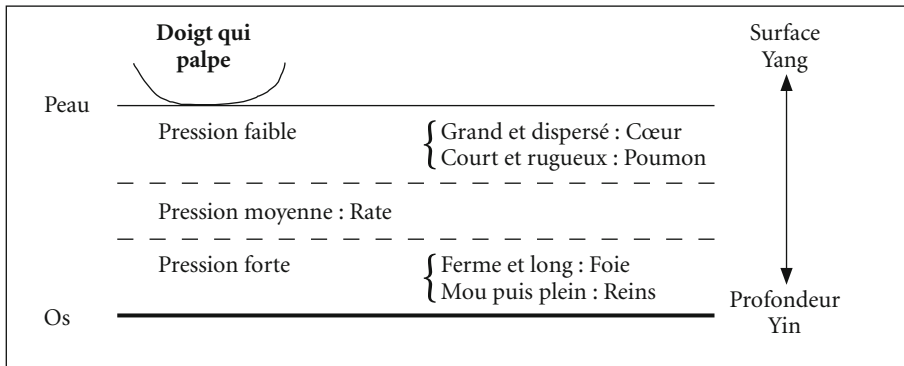 Doigt qui
palpe
Surface
Yang
Peau
Pression faible
Grand et dispersé : Cœur
Court et rugueux : Poumon
Pression moyenne : Rate
Pression forte
Ferme et long : Foie
Mou puis plein : Reins
Os
Profondeur
Yin